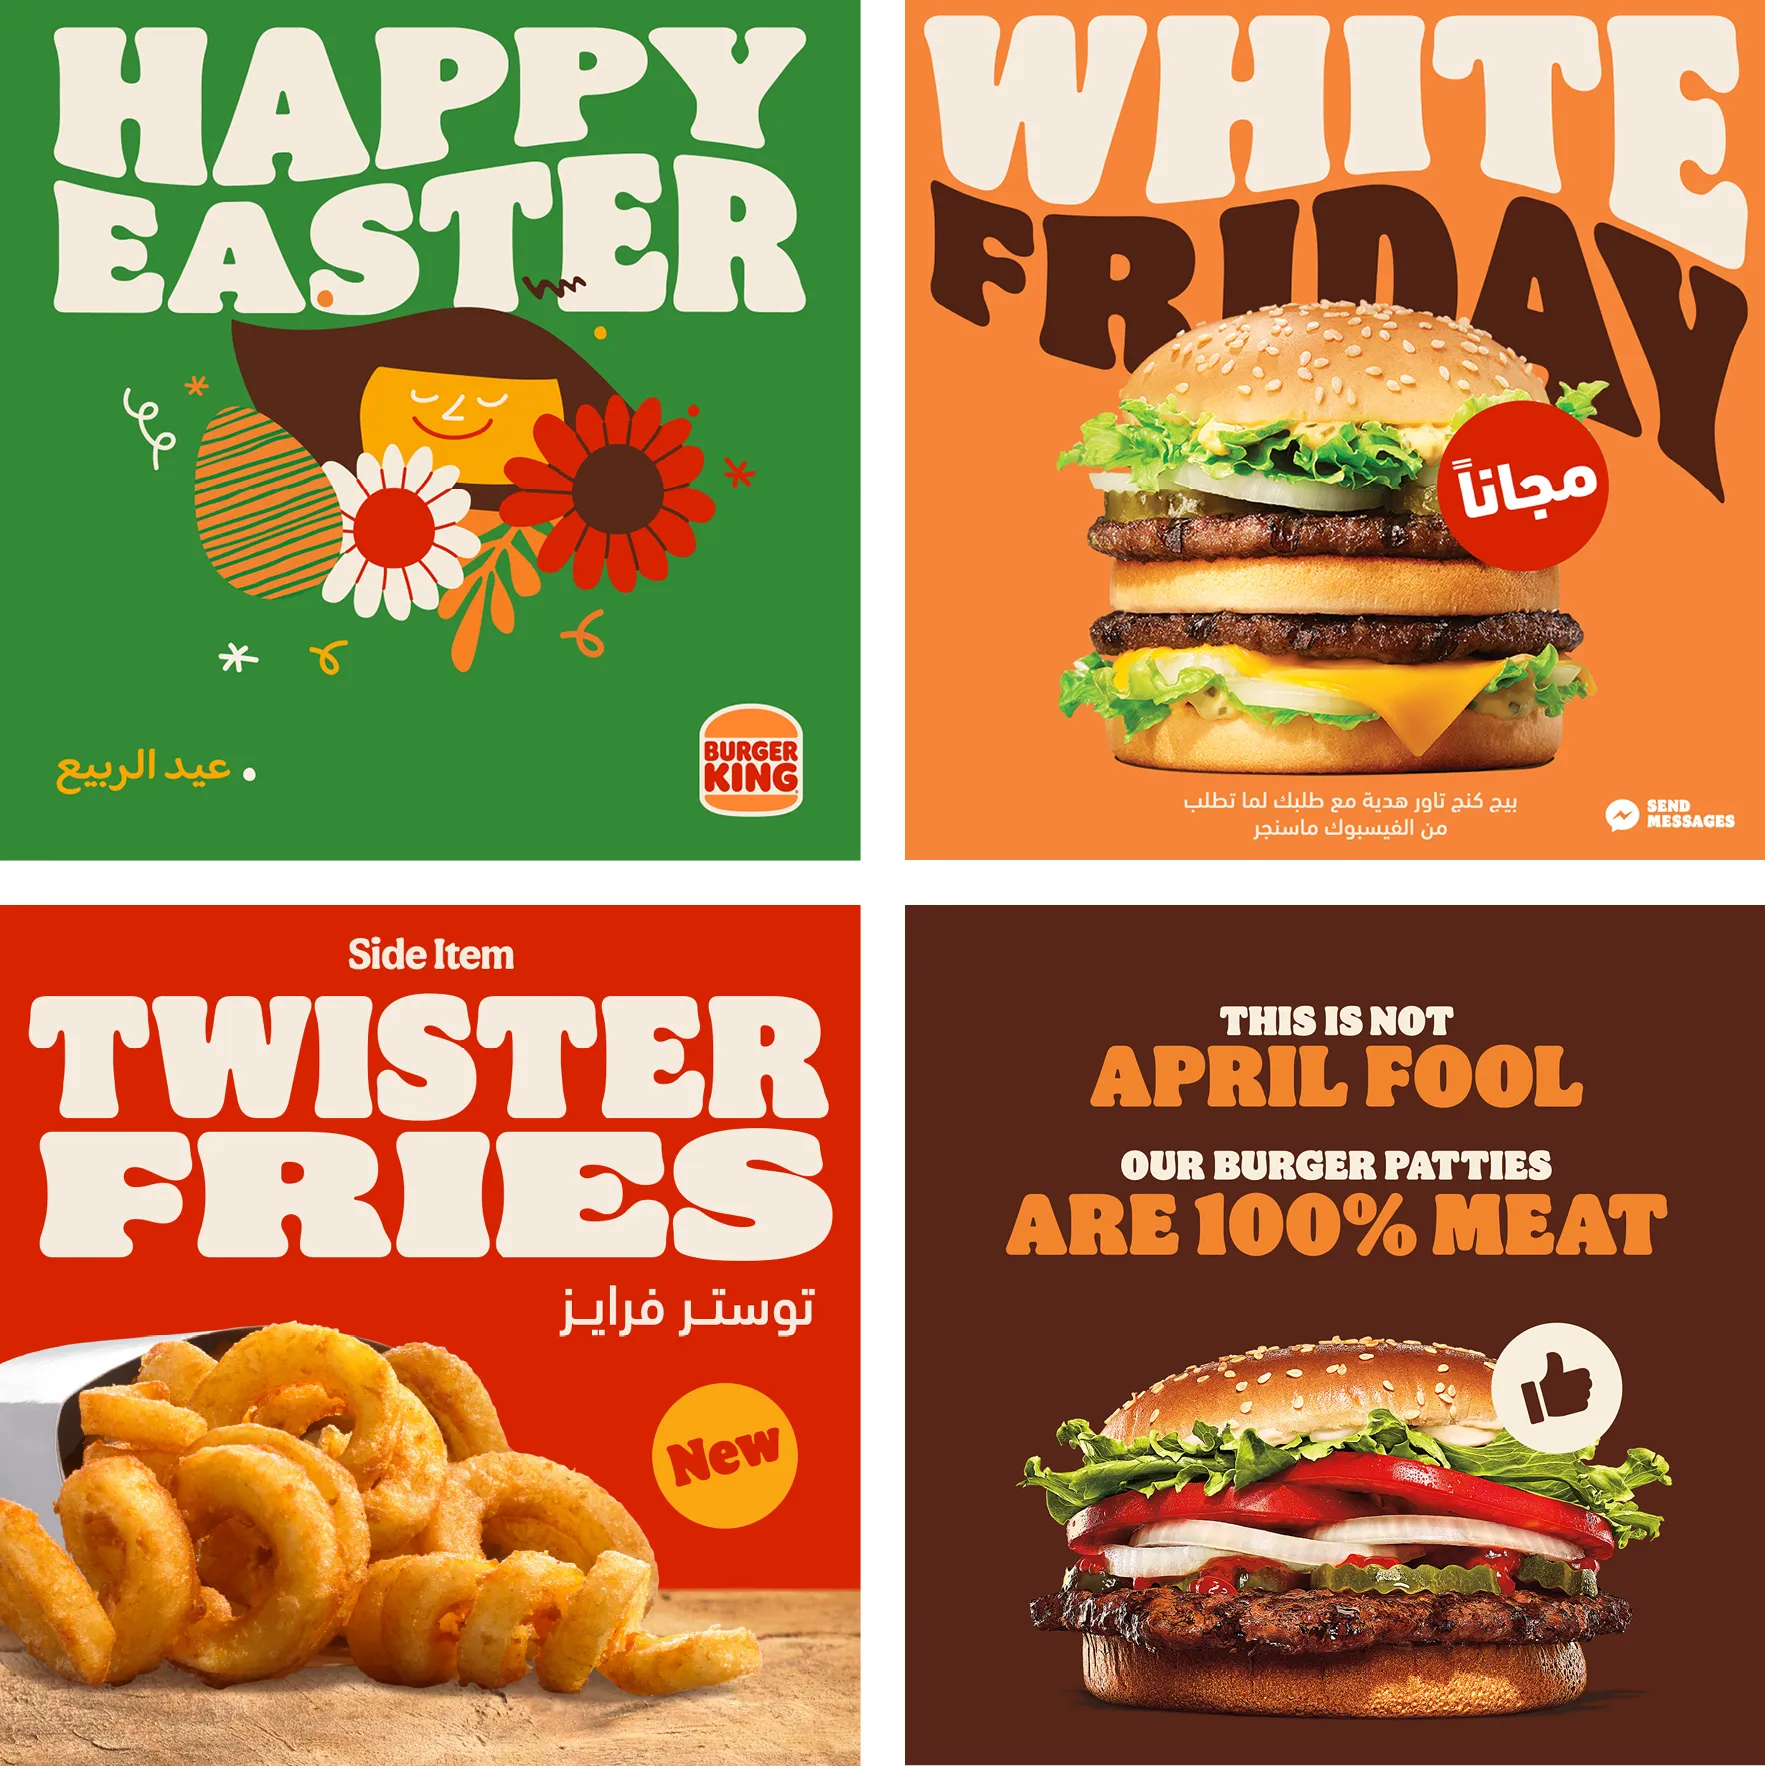 HAPPY
EASTER
عيد الربيع
BURGER
KING
WHITE
FRIDAY
مجاناً
بيج كنج تاور هدية مع طلبك لما تطلب
من الفيسبوك ماسنجر
SEND
MESSAGES
Side Item
TWISTER
FRIES
توستر فرايز
New
THIS IS NOT
APRIL FOOL
OUR BURGER PATTIES
ARE 100% MEAT